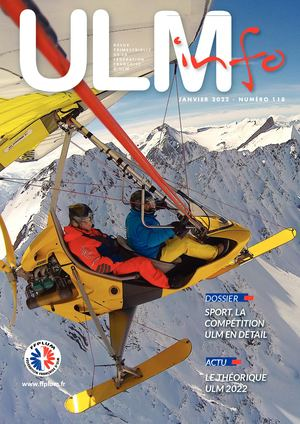 ULM
info
REVUE
TRIMESTRIELLE
DE LA
FÉDÉRATION
FRANÇAISE
D'ULM
JANVIER 2022 - NUMÉRO 118
DOSSIER
SPORT, LA
COMPÉTITION
ULM EN DÉTAIL
ACTU
LE THÉORIQUE
ULM 2022
FFPLUM
www.ffplum.fr